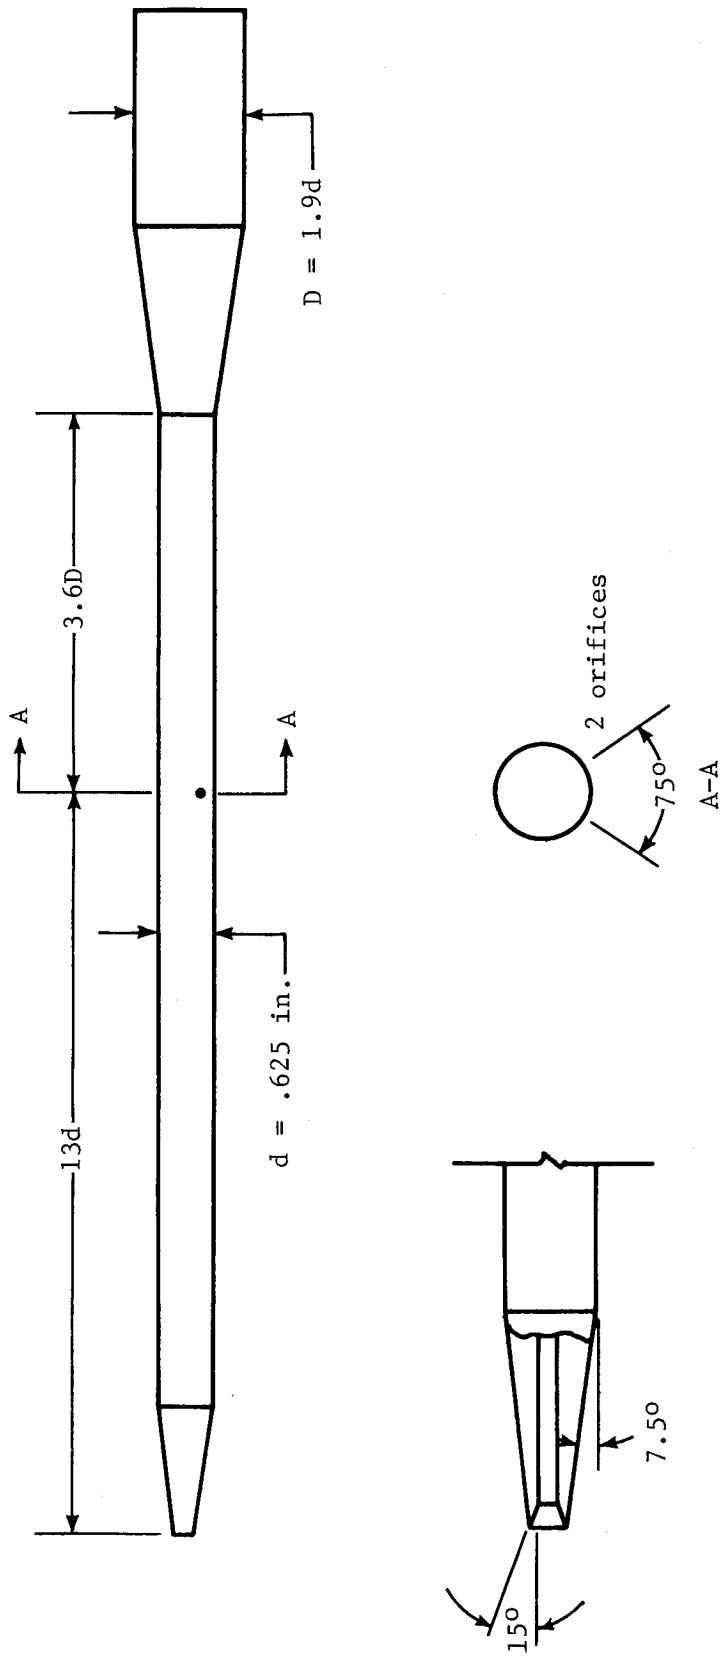 13d
3.6D
A
A
d = .625 in.
D = 1.9d
15°
7.5°
2 orifices
75°
A-A